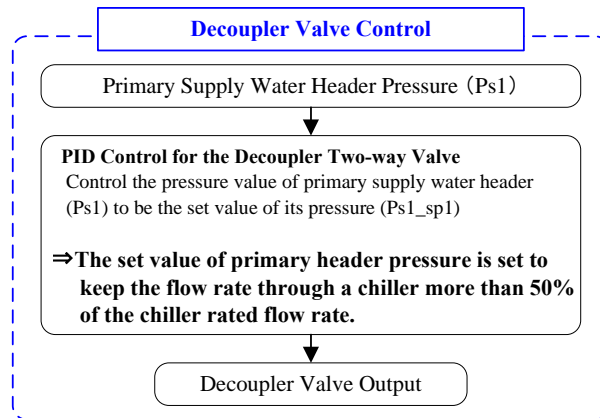 Decoupler Valve Control
Primary Supply Water Header Pressure (Ps1)
PID Control for the Decoupler Two-way Valve
Control the pressure value of primary supply water header
(Ps1) to be the set value of its pressure (Ps1_sp1)
⇒The set value of primary header pressure is set to
keep the flow rate through a chiller more than 50%
of the chiller rated flow rate.
Decoupler Valve Output